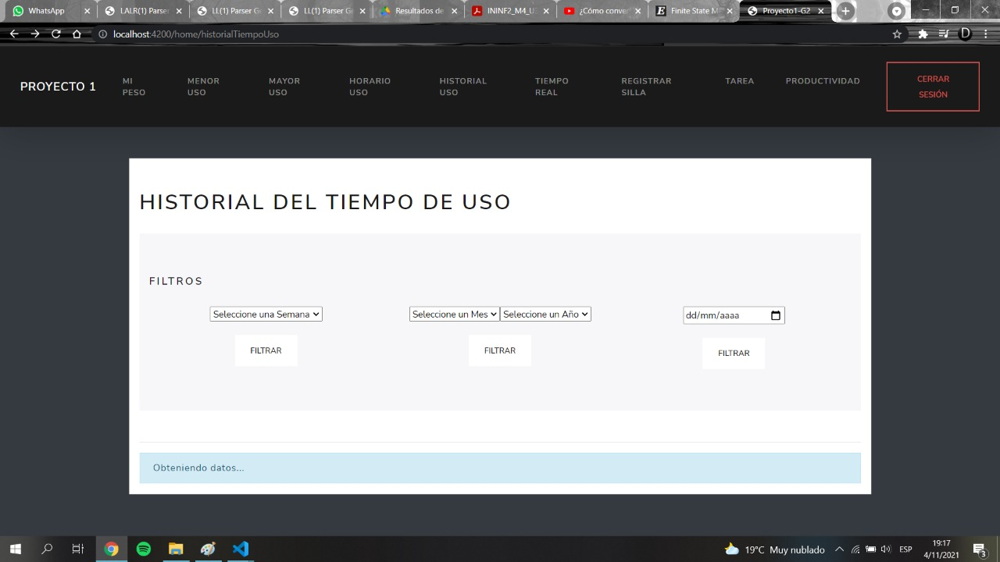 WhatsApp
LALR(1) Parser
LL(1) Parser G
LL(1) Parser G
Resultados de
ININF2_M4_U
¿Cómo conver
Finite State M
Proyecto1-G2
localhost:4200/home/historialTiempoUso
D
PROYECTO 1
MI
PESO
MENOR
USO
MAYOR
USO
HORARIO
USO
HISTORIAL
USO
TIEMPO
REAL
REGISTRAR
SILLA
TAREA
PRODUCTIVIDAD
CERRAR
SESIÓN
HISTORIAL DEL TIEMPO DE USO
FILTROS
Seleccione una Semana
Seleccione un Mes
Seleccione un Año
dd/mm/aaaa
FILTRAR
FILTRAR
FILTRAR
Obteniendo datos...
19°C Muy nublado
ESP
19:17
4/11/2021
3